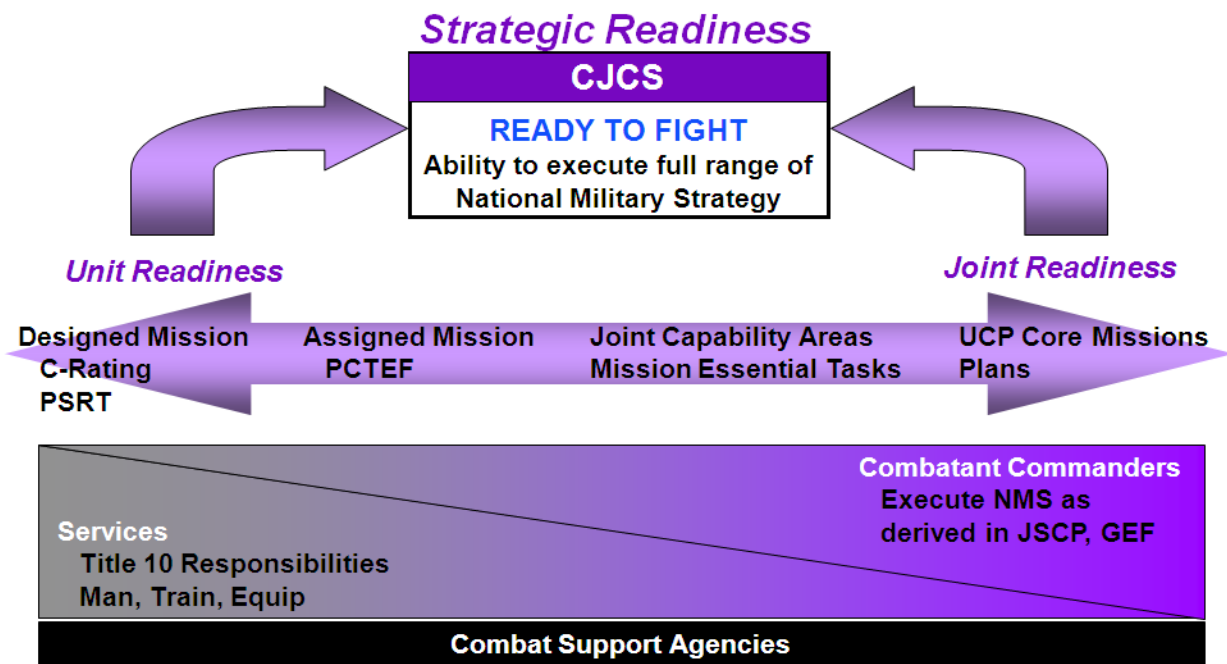 Strategic Readiness
CJCS
READY TO FIGHT
Ability to execute full range of
National Military Strategy
Unit Readiness
Joint Readiness
Designed Mission
C-Rating
PSRT
Assigned Mission
PCTEF
Joint Capability Areas
Mission Essential Tasks
UCP Core Missions
Plans
Services
Title 10 Responsibilities
Man, Train, Equip
Combatant Commanders
Execute NMS as
derived in JSCP, GEF
Combat Support Agencies